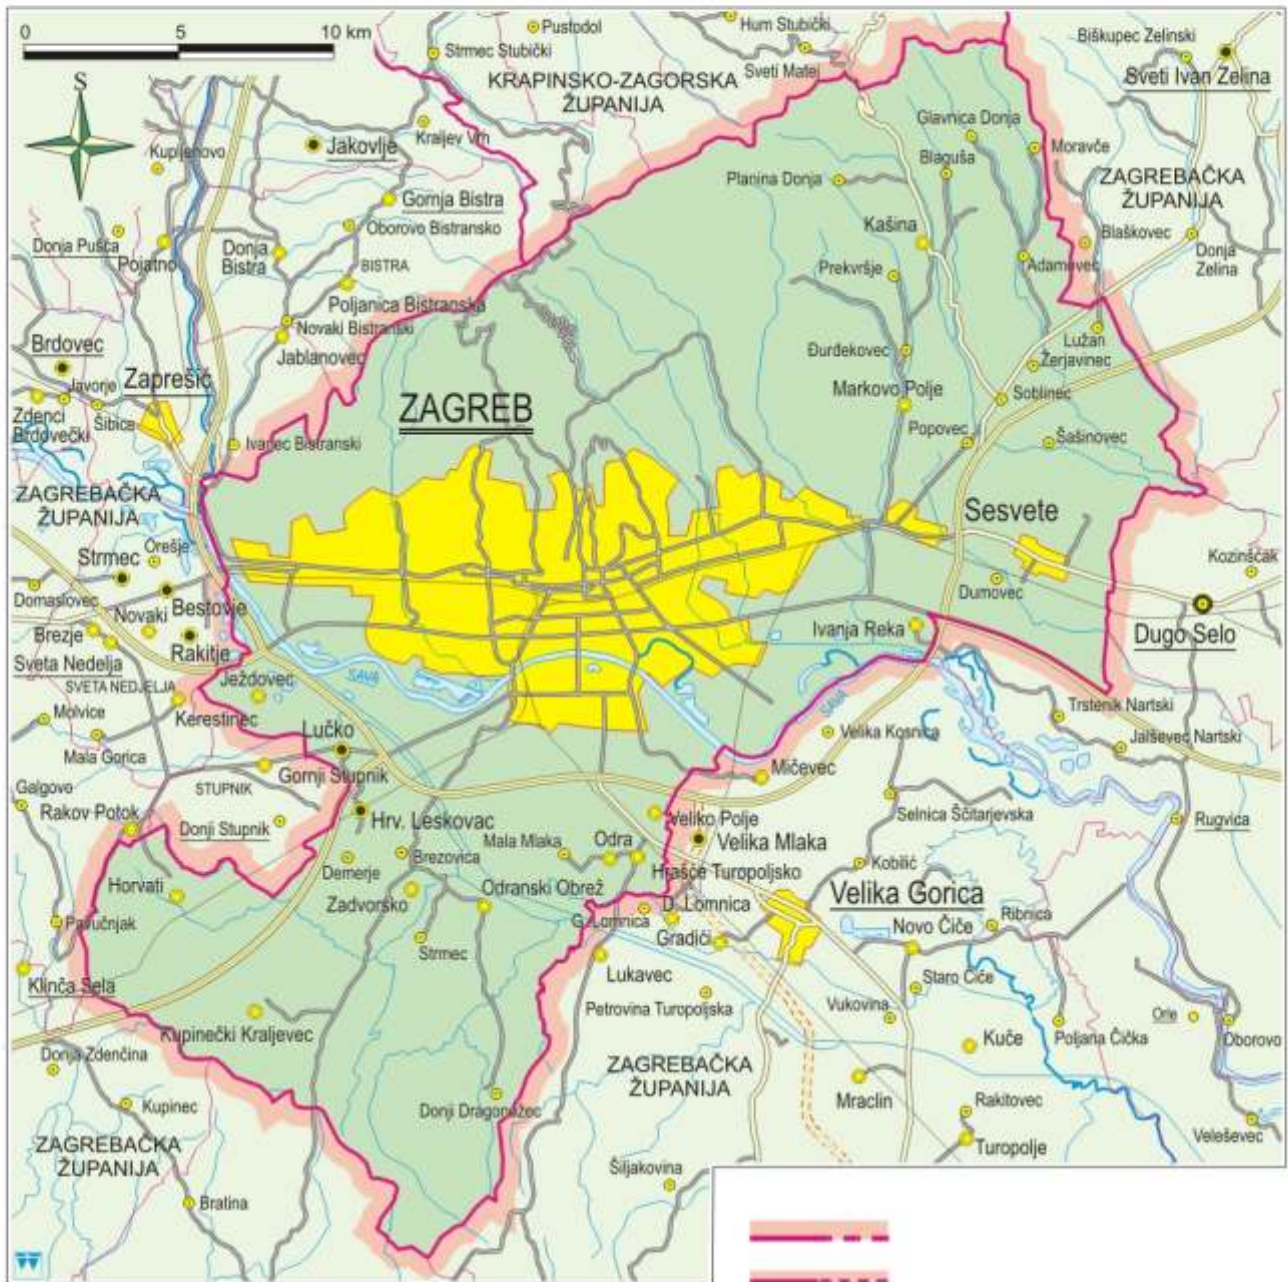 0 5 10 km
S
Pustodol
Hum Stubički
Strmec Stubički
Sveti Matej
Biškupec Zelinski
Sveti Ivan Zelina
KRAPINSKO-ZAGORSKA
ŽUPANIJA
Kupljenovo
Jakovlje
Kraljev Vrh
Glavnica Donja
Blaguša
Moravče
Planina Donja
ZAGREBAČKA
ŽUPANIJA
Gornja Bistra
Oborovo Bistransko
Donja Pušća
Pojatno
Donja
Bistra
BISTRA
Kašina
Blaškovec
Donja
Zelina
Prekvršje
Adamovec
Poljanica Bistranska
Novaki Bistranski
Jablanovec
Brdovec
Javorje
Zaprešić
Zdenci
Brdovečki
Šibice
Ivanec Bistranski
ZAGREB
Đurđekovec
Lužan
Žerjavinec
Markovo Polje
Soblinec
Popovec
Šašinovec
ZAGREBAČKA
ŽUPANIJA
Sesvete
Strmec
Orešje
Domaslovec
Novaki
Bestovje
Kozinščak
Dumovec
Brezje
Rakitje
Ivanja Reka
Dugo Selo
Sveta Nedelja
SVETA NEDJELJA
Ježdovec
SAVA
SAVA
Molvice
Kerestinec
Trstenik Nartski
Mala Gorica
Lučko
Velika Kosnica
Jalševec Nartski
Gornji Stupnik
Mičevec
STUPNIK
Galgovo
Rakov Potok
Donji Stupnik
Hrv. Leskovac
Veliko Polje
Selnica Ščitarjevska
Rugvica
Mala Mlaka
Odra
Velika Mlaka
Demerje
Brezovica
Hrašće Turopoljsko
Kobilić
Horvati
Zadvorsko
Odranski Obrež
Velika Gorica
Pavučnjak
G. Lomnica
D. Lomnica
Gradići
Novo Čiče
Ribnica
Strmec
Lukavec
Klinča Sela
Petrovina Turopoljska
Staro Čiče
Vukovina
Kupinečki Kraljevec
Orle
Kuče
Poljana Čička
Oborovo
Donja Zdenčina
ZAGREBAČKA
ŽUPANIJA
Kupinec
Donji Dragonožec
Mraclin
Rakitovec
Veleševec
ZAGREBAČKA
ŽUPANIJA
Turopolje
Šiljakovina
Bratina